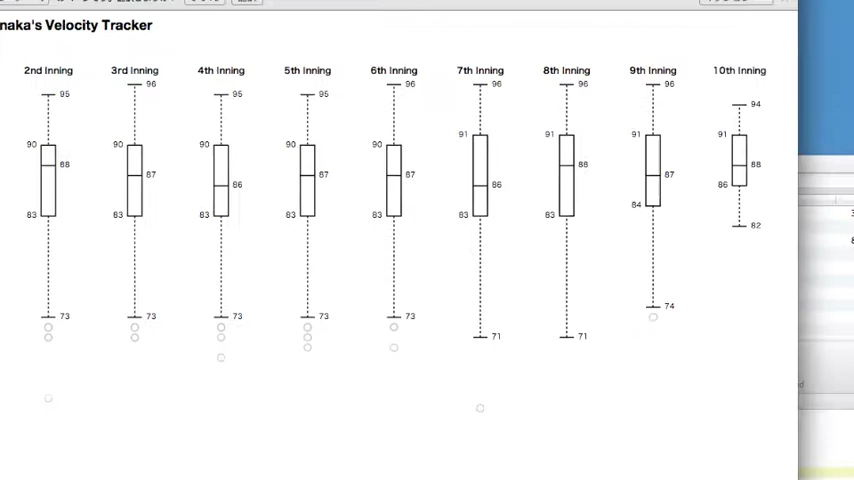 naka's Velocity Tracker
2nd Inning 3rd Inning 4th Inning 5th Inning 6th Inning 7th Inning 8th Inning 9th Inning 10th Inning
95 96 95 95 96 96 96 96 94
90 90 90 90 90 91 91 91 91
88 87 86 87 87 86 88 87 88
83 83 83 83 83 83 83 84 86
73 73 73 73 73 71 71 74 82